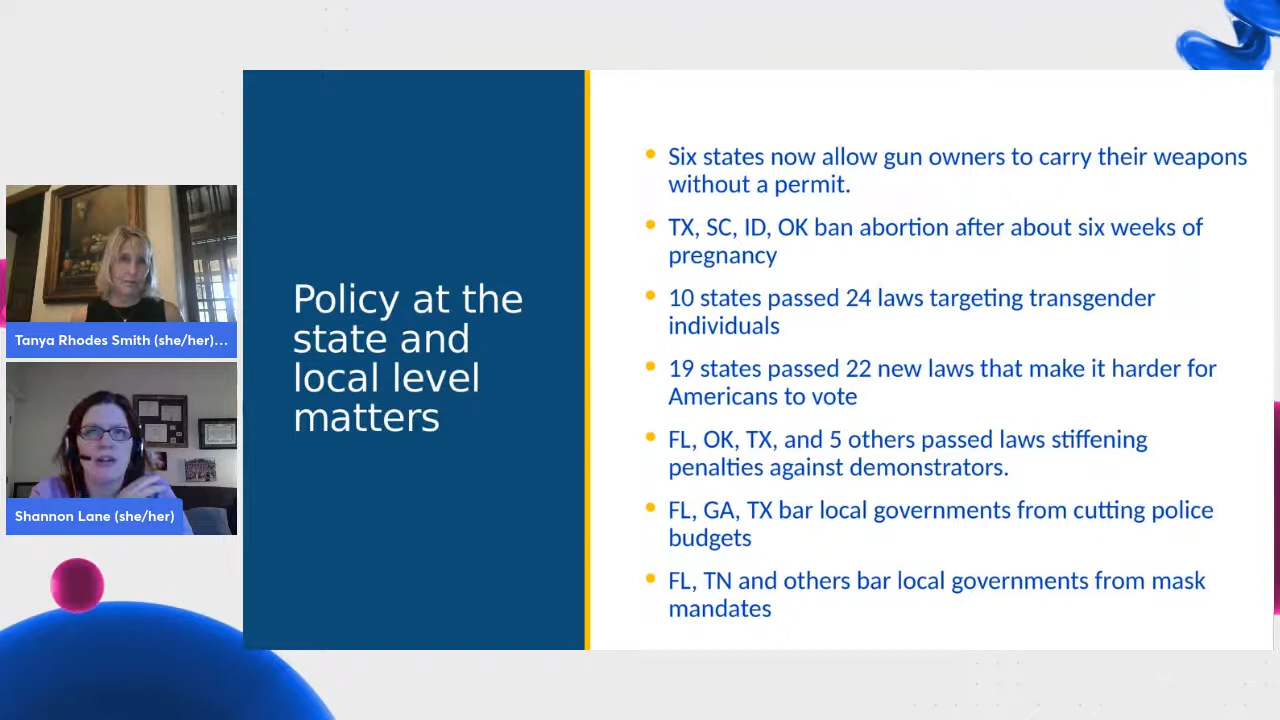 Tanya Rhodes Smith (she/her)...
Shannon Lane (she/her)
Policy at the
state and
local level
matters
• Six states now allow gun owners to carry their weapons
without a permit.
• TX, SC, ID, OK ban abortion after about six weeks of
pregnancy
• 10 states passed 24 laws targeting transgender
individuals
• 19 states passed 22 new laws that make it harder for
Americans to vote
• FL, OK, TX, and 5 others passed laws stiffening
penalties against demonstrators.
• FL, GA, TX bar local governments from cutting police
budgets
• FL, TN and others bar local governments from mask
mandates